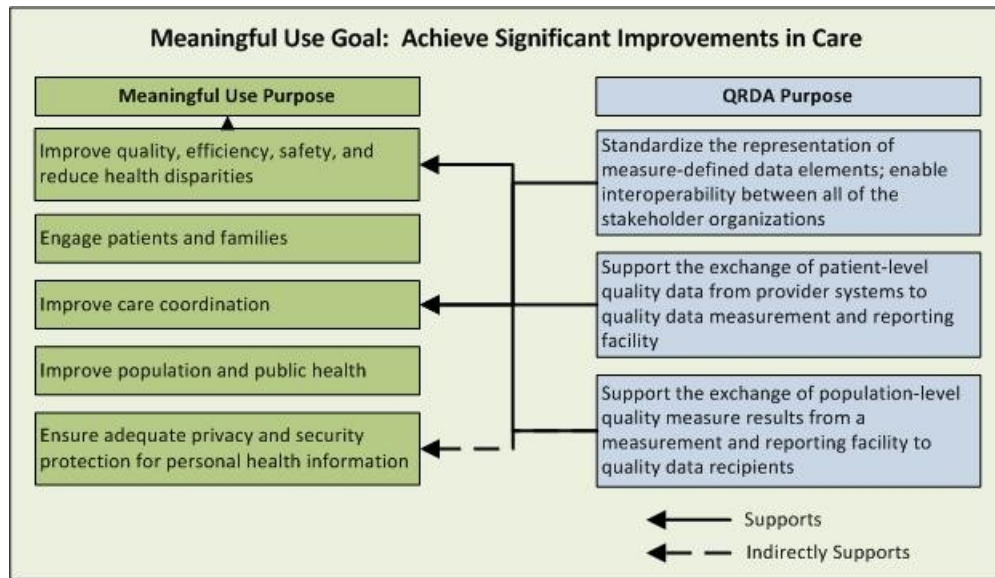 Meaningful Use Goal: Achieve Significant Improvements in Care
Meaningful Use Purpose
Improve quality, efficiency, safety, and
reduce health disparities
Engage patients and families
Improve care coordination
Improve population and public health
Ensure adequate privacy and security
protection for personal health information
QRDA Purpose
Standardize the representation of
measure-defined data elements; enable
interoperability between all of the
stakeholder organizations
Support the exchange of patient-level
quality data from provider systems to
quality data measurement and reporting
facility
Support the exchange of population-level
quality measure results from a
measurement and reporting facility to
quality data recipients
Supports
Indirectly Supports